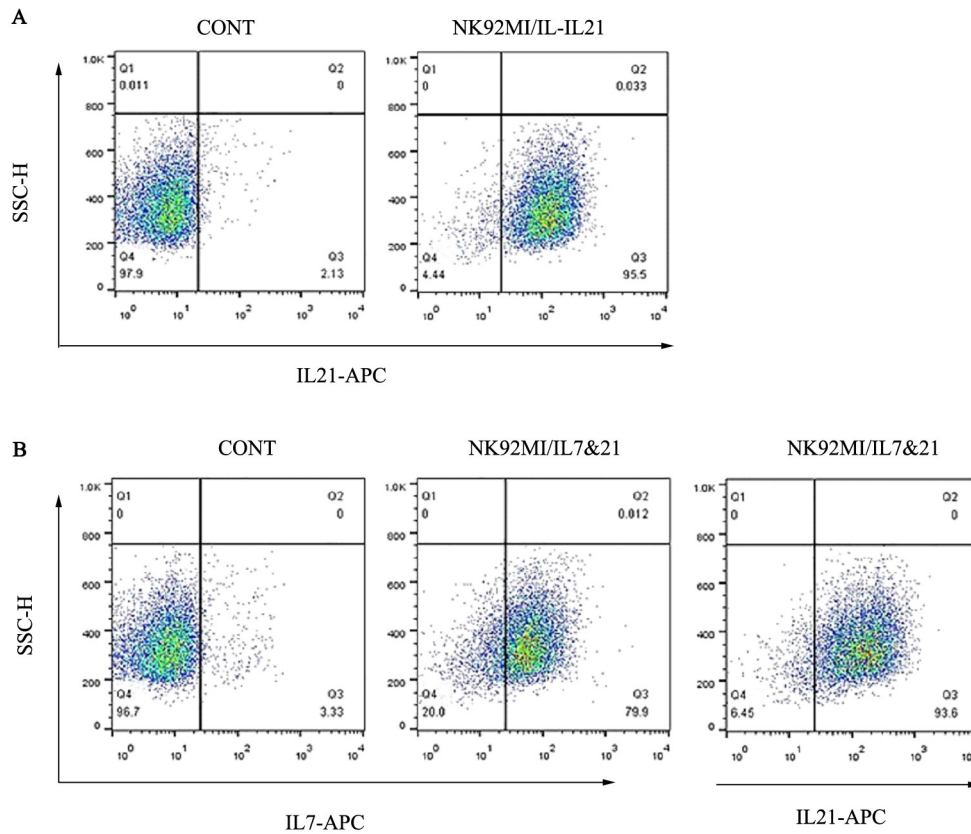 A
CONT
NK92MI/IL-IL21
SSC-H
1.0K
800
600
400
200
0
Q1
0.011
Q2
0
Q4
97.9
Q3
2.13
10^0 10^1 10^2 10^3 10^4
1.0K
800
600
400
200
0
Q1
0
Q2
0.033
Q4
4.44
Q3
95.5
10^0 10^1 10^2 10^3 10^4
IL21-APC
B
CONT
NK92MI/IL7&21
NK92MI/IL7&21
SSC-H
1.0K
800
600
400
200
0
Q1
0
Q2
0
Q4
96.7
Q3
3.33
10^0 10^1 10^2 10^3 10^4
1.0K
800
600
400
200
0
Q1
0
Q2
0.012
Q4
20.0
Q3
79.9
10^0 10^1 10^2 10^3 10^4
1.0K
800
600
400
200
0
Q1
0
Q2
0
Q4
6.45
Q3
93.6
10^0 10^1 10^2 10^3
IL7-APC
IL21-APC